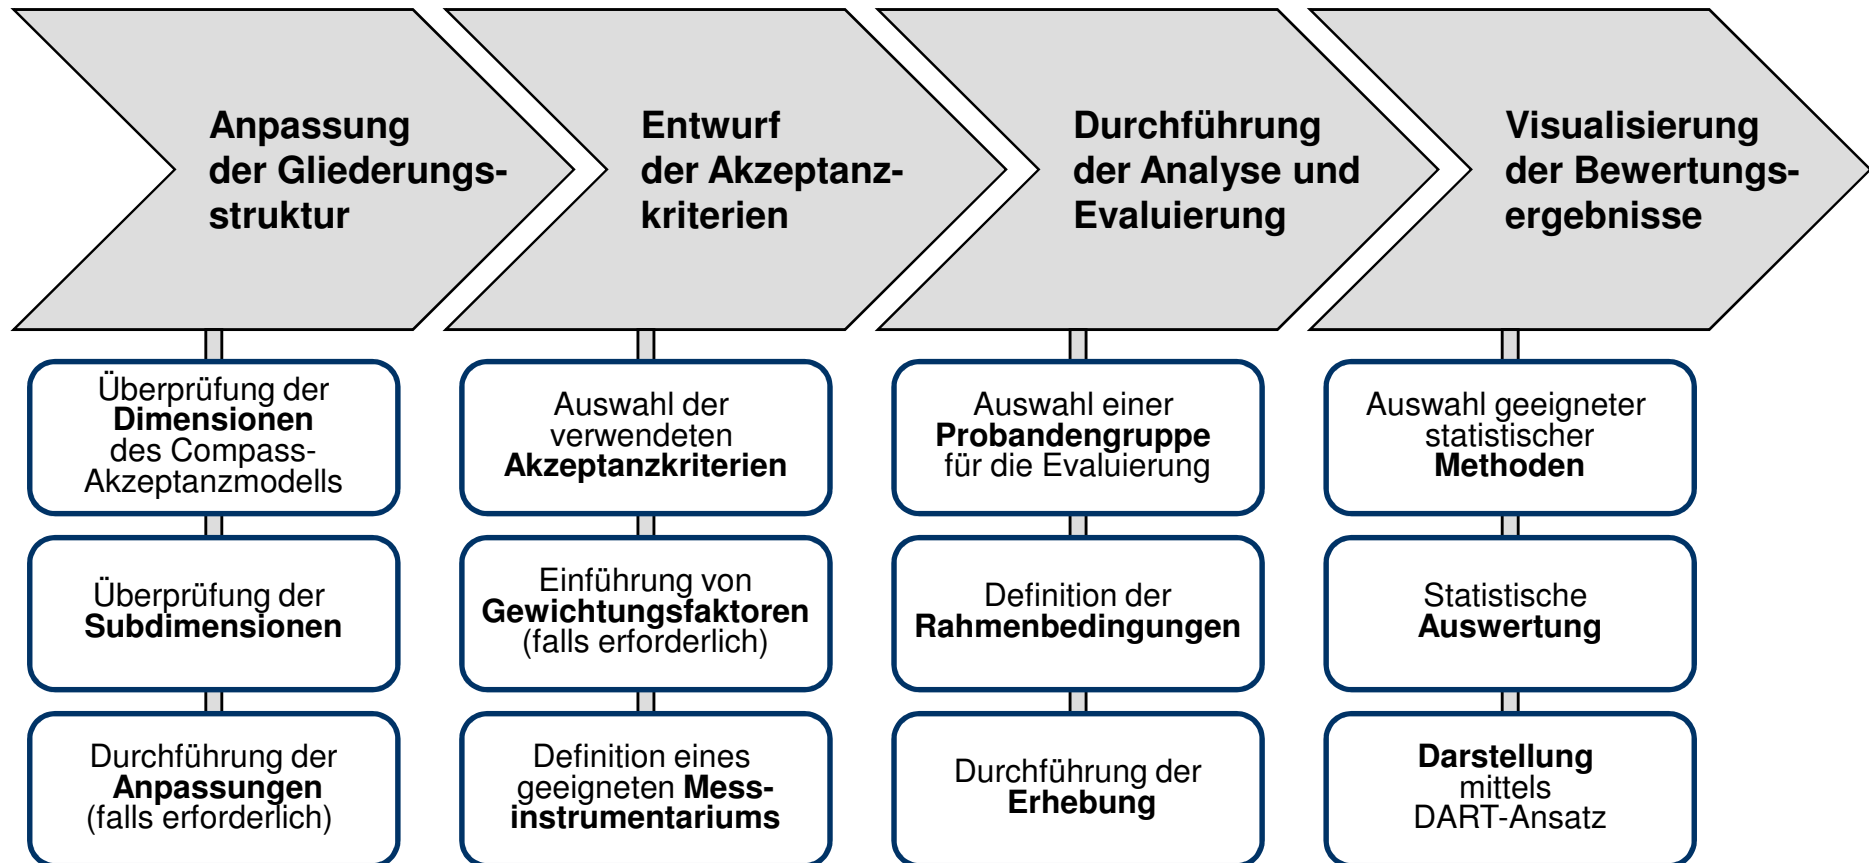 Anpassung
der Gliederungs-
struktur
Entwurf
der Akzeptanz-
kriterien
Durchführung
der Analyse und
Evaluierung
Visualisierung
der Bewertungs-
ergebnisse
Überprüfung der
Dimensionen
des Compass-
Akzeptanzmodells
Auswahl der
verwendeten
Akzeptanzkriterien
Auswahl einer
Probandengruppe
für die Evaluierung
Auswahl geeigneter
statistischer
Methoden
Überprüfung der
Subdimensionen
Einführung von
Gewichtungsfaktoren
(falls erforderlich)
Definition der
Rahmenbedingungen
Statistische
Auswertung
Durchführung der
Anpassungen
(falls erforderlich)
Definition eines
geeigneten Mess-
instrumentariums
Durchführung der
Erhebung
Darstellung
mittels
DART-Ansatz